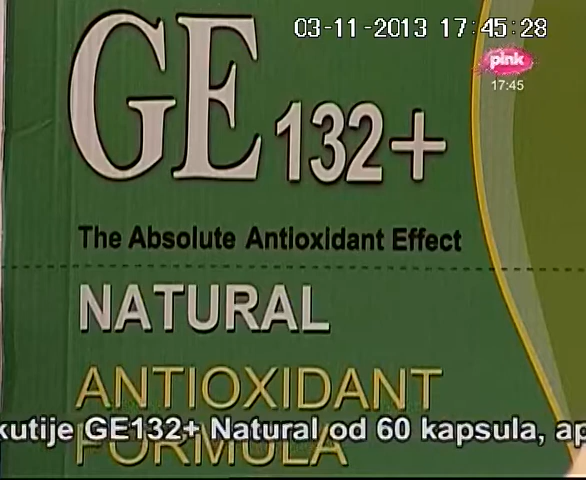 03-11-2013 17:45:28
pink
17:45
GE 132+
The Absolute Antioxidant Effect
NATURAL
ANTIOXIDANT
FORMULA
kutije GE132+ Natural od 60 kapsula, ap